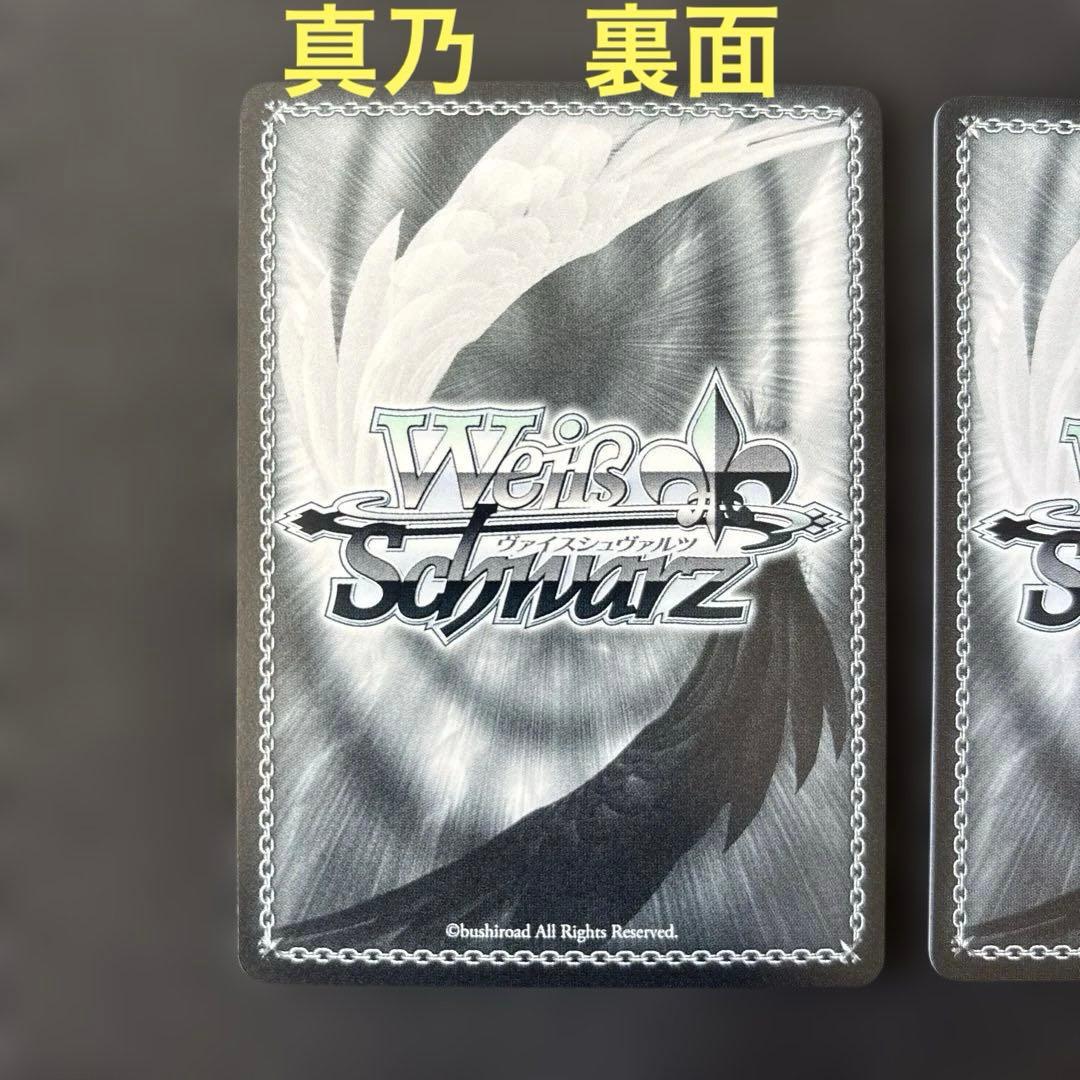 真乃　裏面
Weiß
ヴァイスシュヴァルツ
Schwarz
©bushiroad All Rights Reserved.